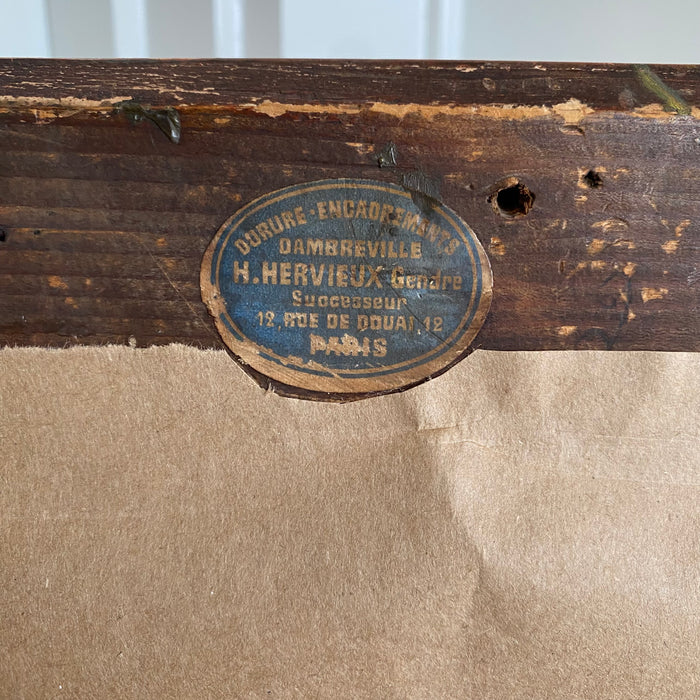 DORURE-ENCADREMENTS
DAMBREVILLE
H. HERVIEUX Gendre
Successeur
12, RUE DE DOUAI, 12
PARIS